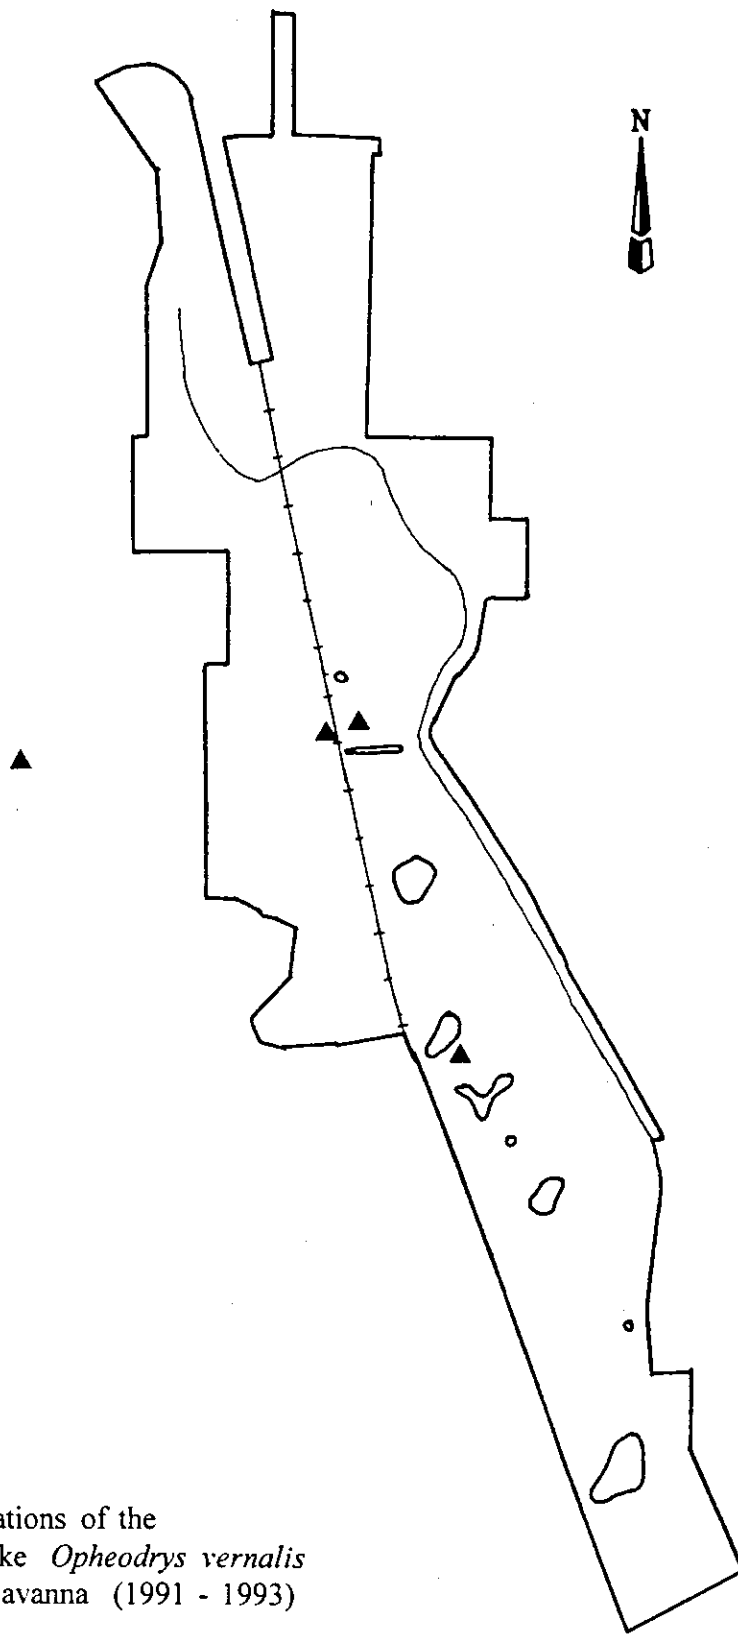 N
ations of the
ke Opheodrys vernalis
avanna (1991 - 1993)